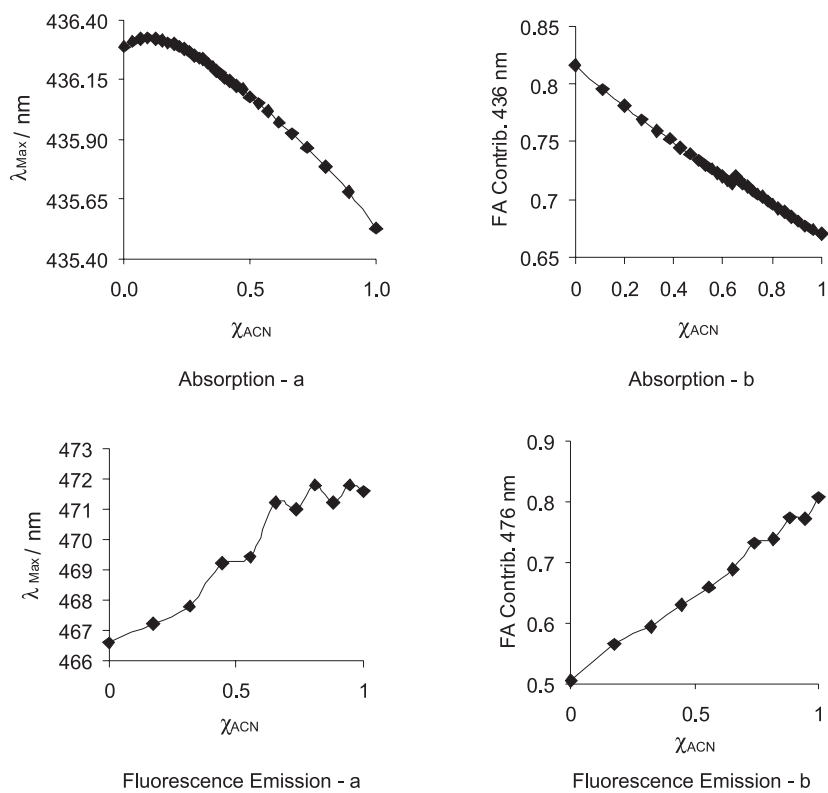 436.40
436.15
435.90
435.65
435.40
λMax / nm
0.0 0.5 1.0
χACN
Absorption - a
0.85
0.8
0.75
0.7
0.65
FA Contrib. 436 nm
0 0.2 0.4 0.6 0.8 1
χACN
Absorption - b
473
472
471
470
469
468
467
466
λ Max / nm
0 0.5 1
χACN
Fluorescence Emission - a
0.9
0.8
0.7
0.6
0.5
FA Contrib. 476 nm
0 0.5 1
χACN
Fluorescence Emission - b